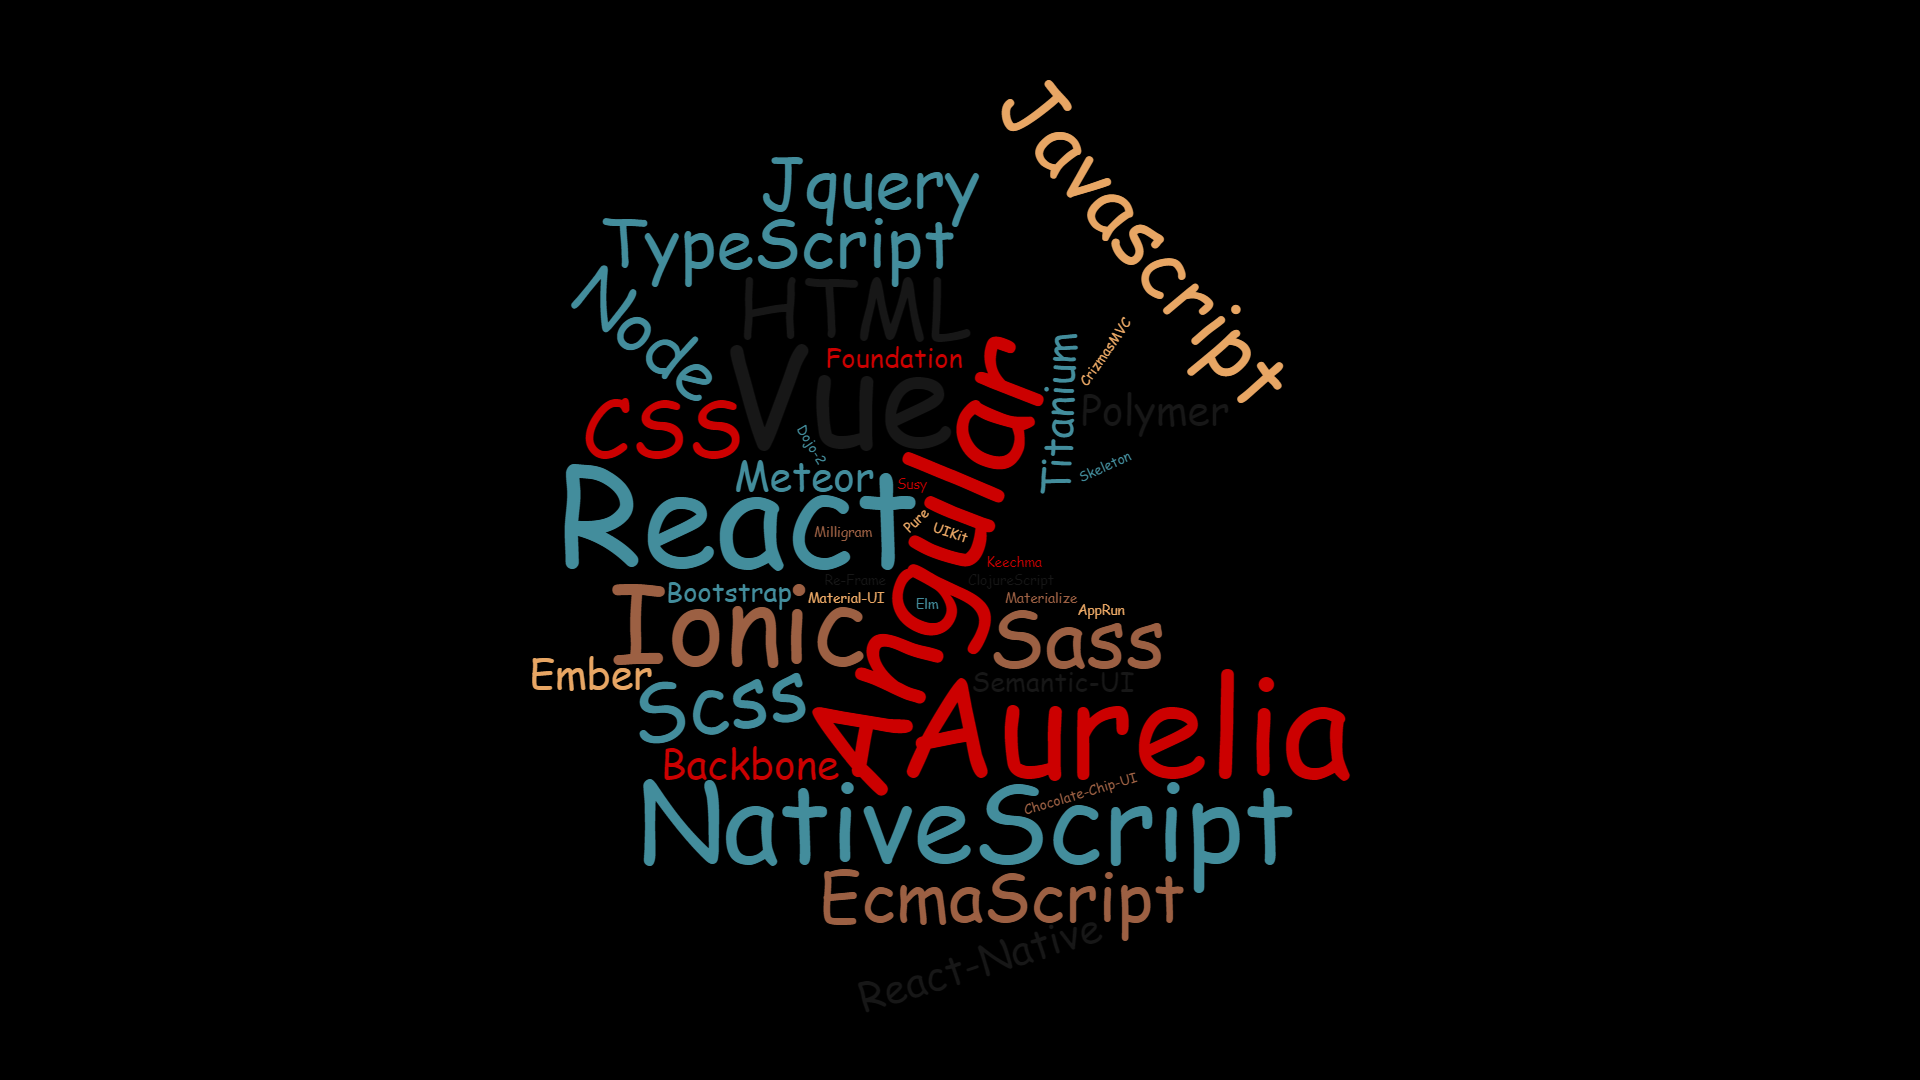 Javascript
Jquery
TypeScript
HTML
Node
Vue
Foundation
Angular
Titanium
CrizmasMVC
Polymer
CSS
Dojo-2
Meteor
Skeleton
Susy
React
Pure
UIKit
Milligram
Keechma
Re-Frame
ClojureScript
Bootstrap
Material-UI
Elm
Materialize
AppRun
Ionic
Sass
Ember
Semantic-UI
Scss
Aurelia
Backbone
Chocolate-Chip-UI
NativeScript
EcmaScript
React-Native